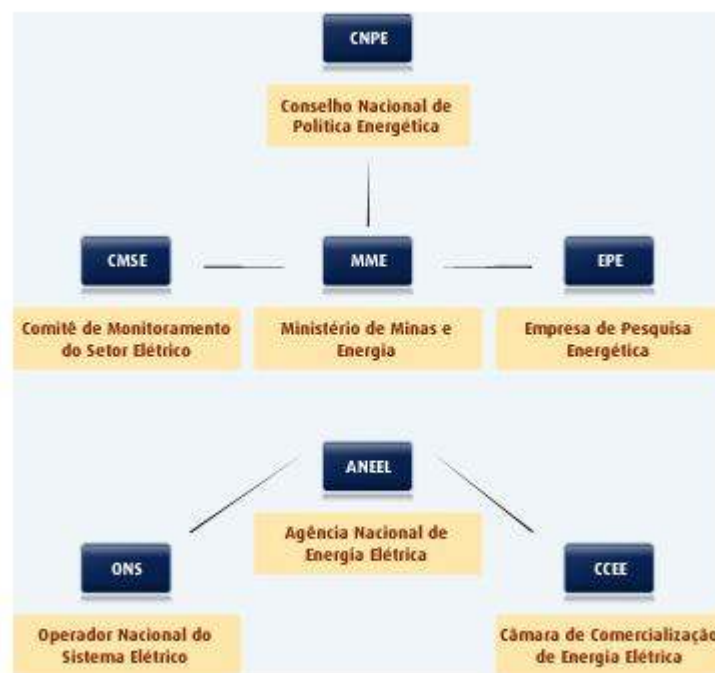 CNPE
Conselho Nacional de
Política Energética
CMSE
MME
EPE
Comitê de Monitoramento
do Setor Elétrico
Ministério de Minas e
Energia
Empresa de Pesquisa
Energética
ANEEL
Agência Nacional de
Energia Elétrica
ONS
CCEE
Operador Nacional do
Sistema Elétrico
Câmara de Comercialização
de Energia Elétrica